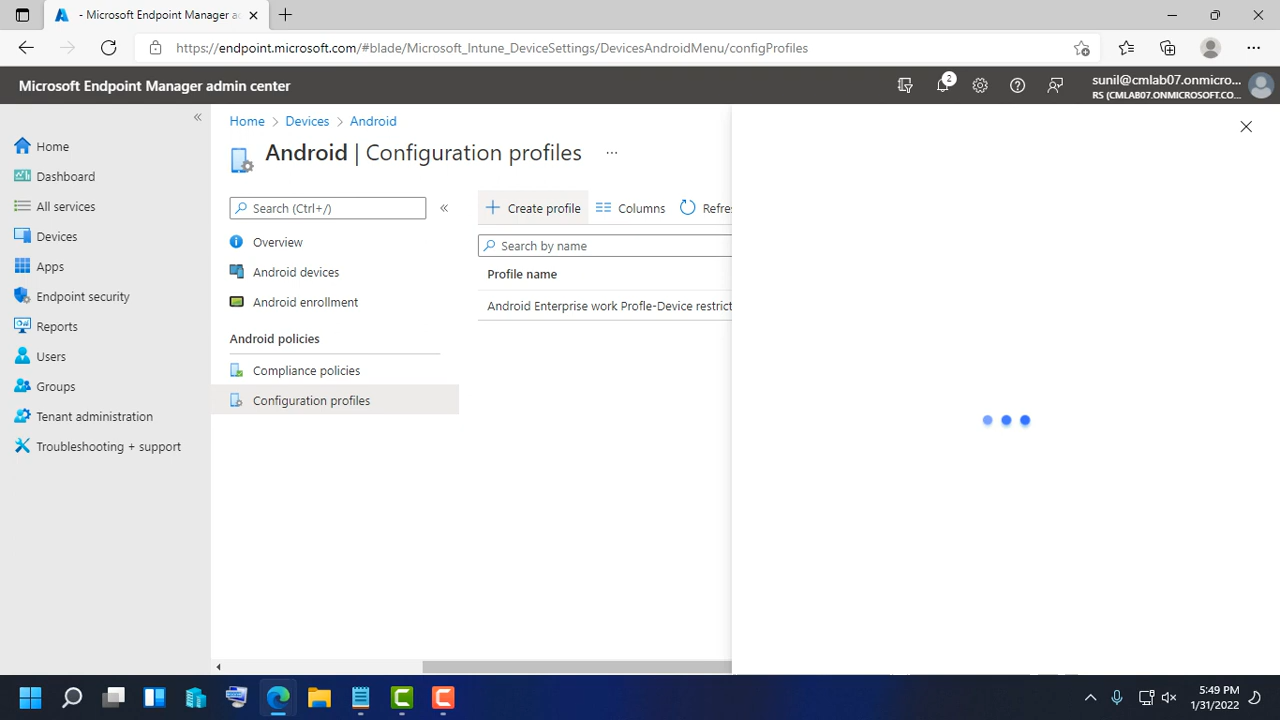 - Microsoft Endpoint Manager a
https://endpoint.microsoft.com/#blade/Microsoft_Intune_DeviceSettings/DevicesAndroidMenu/configProfiles
Microsoft Endpoint Manager admin center
2
sunil@cmlab07.onmicro...
RS (CMLAB07.ONMICROSOFT.CO...
Home > Devices > Android
Android | Configuration profiles ...
Home
Dashboard
All services
Devices
Apps
Endpoint security
Reports
Users
Groups
Tenant administration
Troubleshooting + support
Search (Ctrl+/)
Overview
Android devices
Android enrollment
Android policies
Compliance policies
Configuration profiles
Create profile
Columns
Refres
Search by name
Profile name
Android Enterprise work Profle-Device restrict
5:49 PM
1/31/2022